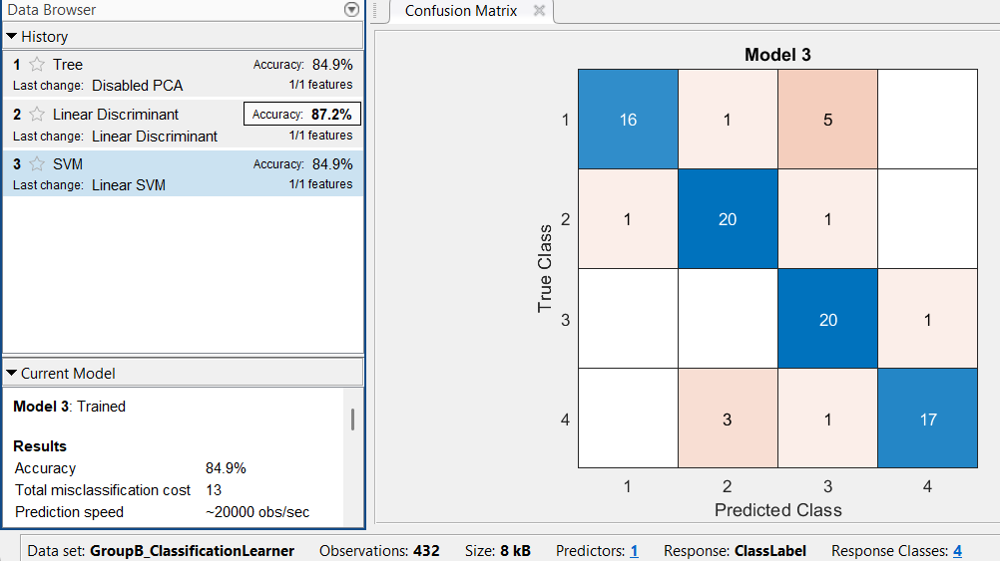 Data Browser
History
1 Tree Accuracy: 84.9%
Last change: Disabled PCA 1/1 features
2 Linear Discriminant Accuracy: 87.2%
Last change: Linear Discriminant 1/1 features
3 SVM Accuracy: 84.9%
Last change: Linear SVM 1/1 features
Current Model
Model 3: Trained
Results
Accuracy 84.9%
Total misclassification cost 13
Prediction speed ~20000 obs/sec
Confusion Matrix
Model 3
True Class
1 16 1 5
2 1 20 1
3 20 1
4 3 1 17
1 2 3 4
Predicted Class
Data set: GroupB_ClassificationLearner Observations: 432 Size: 8 kB Predictors: 1 Response: ClassLabel Response Classes: 4